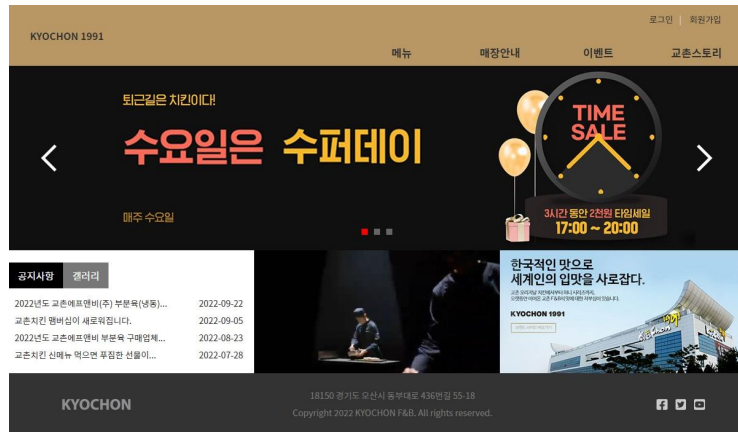 로그인 | 회원가입
KYOCHON 1991
메뉴 매장안내 이벤트 교촌스토리
퇴근길은 치킨이다!
수요일은 수퍼데이
매주 수요일
TIME
SALE
3시간 동안 2천원 타임세일
17:00 ~ 20:00
공지사항 갤러리
2022년도 교촌에프앤비(주) 부분육(냉동)... 2022-09-22
교촌치킨 멤버십이 새로워집니다. 2022-09-05
2022년도 교촌에프앤비 부분육 구매업체... 2022-08-23
교촌치킨 신메뉴 먹으면 푸짐한 선물이... 2022-07-28
한국적인 맛으로
세계인의 입맛을 사로잡다.
KYOCHON 1991
KYOCHON
18150 경기도 오산시 동부대로 436번길 55-18
Copyright 2022 KYOCHON F&B. All rights reserved.